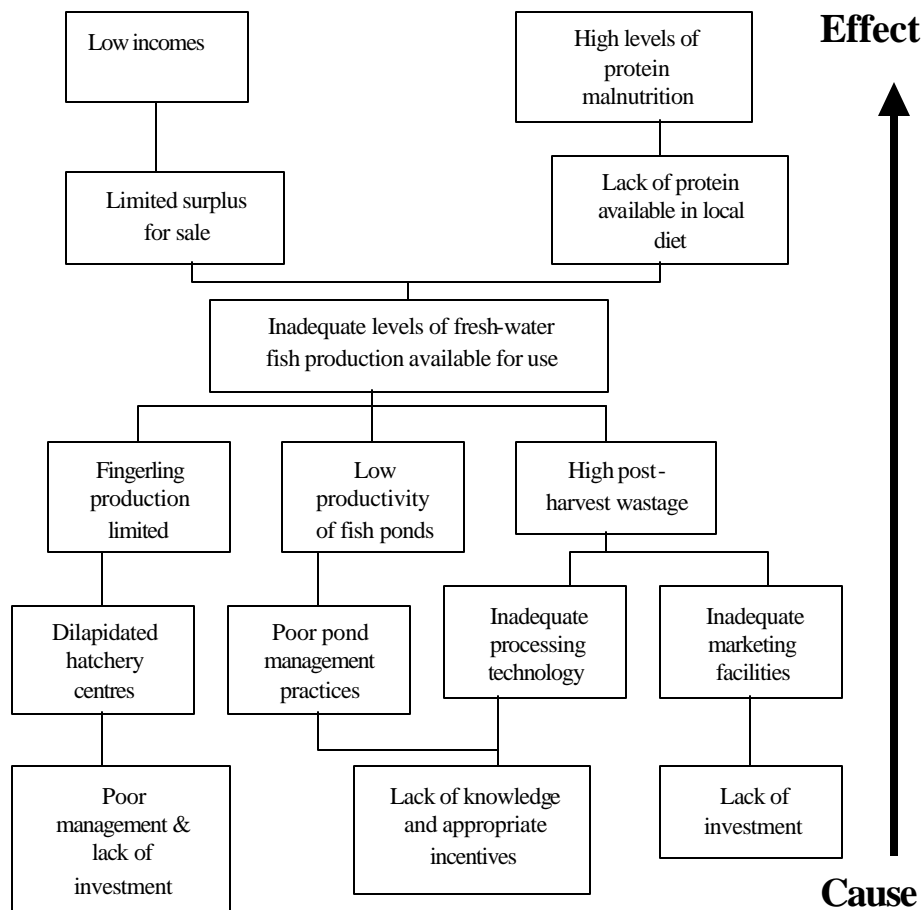 Low incomes
High levels of
protein
malnutrition
Effect
Limited surplus
for sale
Lack of protein
available in local
diet
Inadequate levels of fresh-water
fish production available for use
Fingerling
production
limited
Low
productivity
of fish ponds
High post-
harvest wastage
Dilapidated
hatchery
centres
Poor pond
management
practices
Inadequate
processing
technology
Inadequate
marketing
facilities
Poor
management &
lack of
investment
Lack of knowledge
and appropriate
incentives
Lack of
investment
Cause